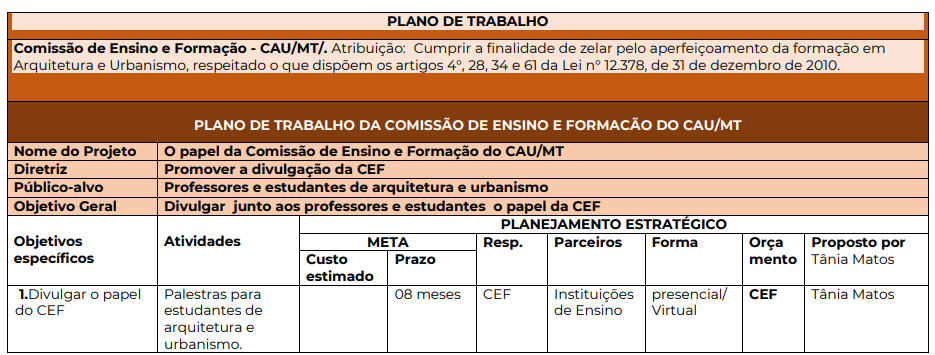 PLANO DE TRABALHO
Comissão de Ensino e Formação - CAU/MT/. Atribuição: Cumprir a finalidade de zelar pelo aperfeiçoamento da formação em
Arquitetura e Urbanismo, respeitado o que dispõem os artigos 4°, 28, 34 e 61 da Lei n° 12.378, de 31 de dezembro de 2010.
PLANO DE TRABALHO DA COMISSÃO DE ENSINO E FORMACÃO DO CAU/MT
Nome do Projeto O papel da Comissão de Ensino e Formação do CAU/MT
Diretriz Promover a divulgação da CEF
Público-alvo Professores e estudantes de arquitetura e urbanismo
Objetivo Geral Divulgar junto aos professores e estudantes o papel da CEF
Objetivos
específicos
Atividades
PLANEJAMENTO ESTRATÉGICO
META
Custo
estimado
Prazo
Resp.
Parceiros
Forma
Orça
mento
Proposto por
Tânia Matos
1.Divulgar o papel
do CEF
Palestras para
estudantes de
arquitetura e
urbanismo.
08 meses
CEF
Instituições
de Ensino
presencial/
Virtual
CEF
Tânia Matos